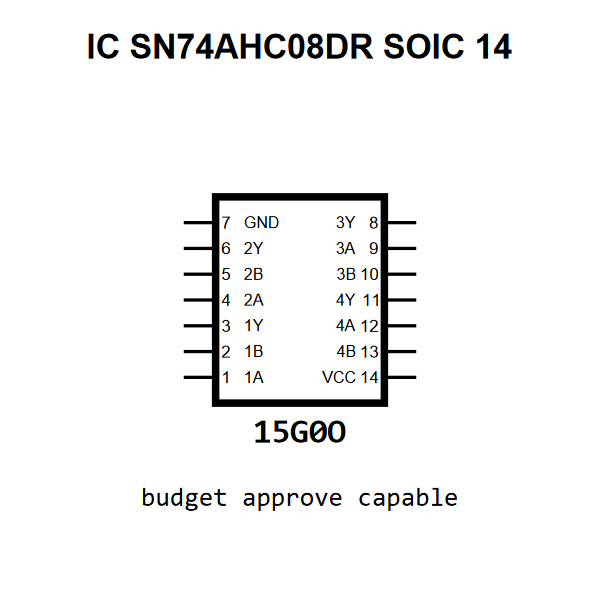 IC SN74AHC08DR SOIC 14
7 GND 3Y 8
6 2Y 3A 9
5 2B 3B 10
4 2A 4Y 11
3 1Y 4A 12
2 1B 4B 13
1 1A VCC 14
15G0O
budget approve capable